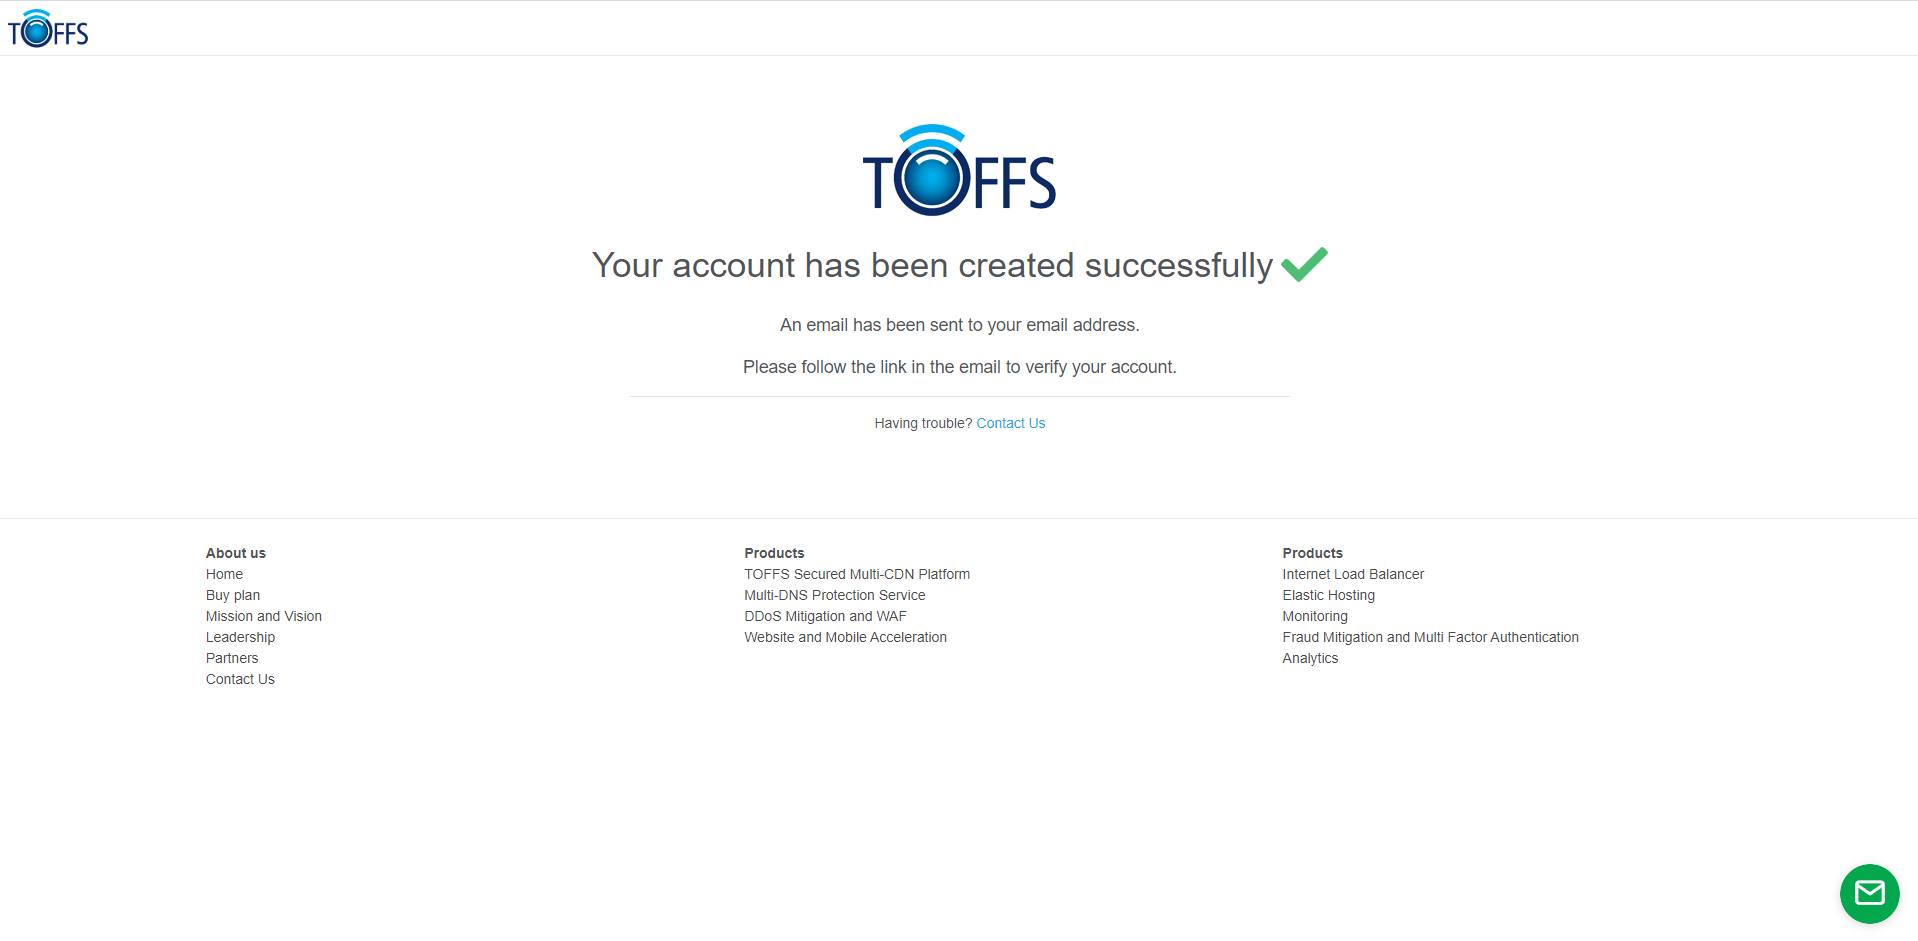 TOFFS
TOFFS
Your account has been created successfully
An email has been sent to your email address.
Please follow the link in the email to verify your account.
Having trouble? Contact Us
About us
Home
Buy plan
Mission and Vision
Leadership
Partners
Contact Us
Products
TOFFS Secured Multi-CDN Platform
Multi-DNS Protection Service
DDoS Mitigation and WAF
Website and Mobile Acceleration
Products
Internet Load Balancer
Elastic Hosting
Monitoring
Fraud Mitigation and Multi Factor Authentication
Analytics